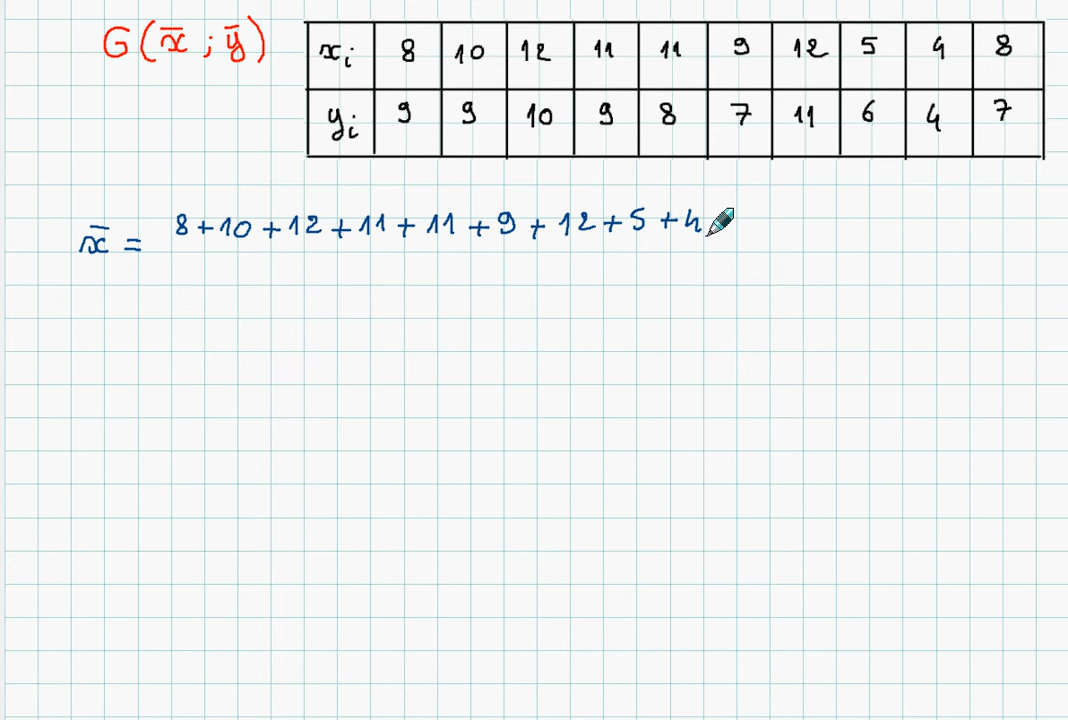 G(x̄ ; ȳ)
xᵢ 8 10 12 11 11 9 12 5 4 8
yᵢ 9 9 10 9 8 7 11 6 4 7
x̄ = 8+10+12+11+11+9+12+5+4